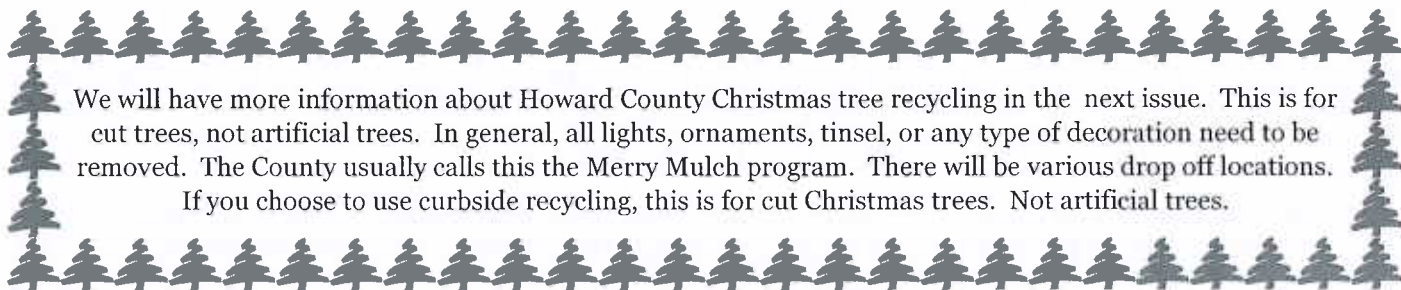 We will have more information about Howard County Christmas tree recycling in the next issue. This is for
cut trees, not artificial trees. In general, all lights, ornaments, tinsel, or any type of decoration need to be
removed. The County usually calls this the Merry Mulch program. There will be various drop off locations.
If you choose to use curbside recycling, this is for cut Christmas trees. Not artificial trees.